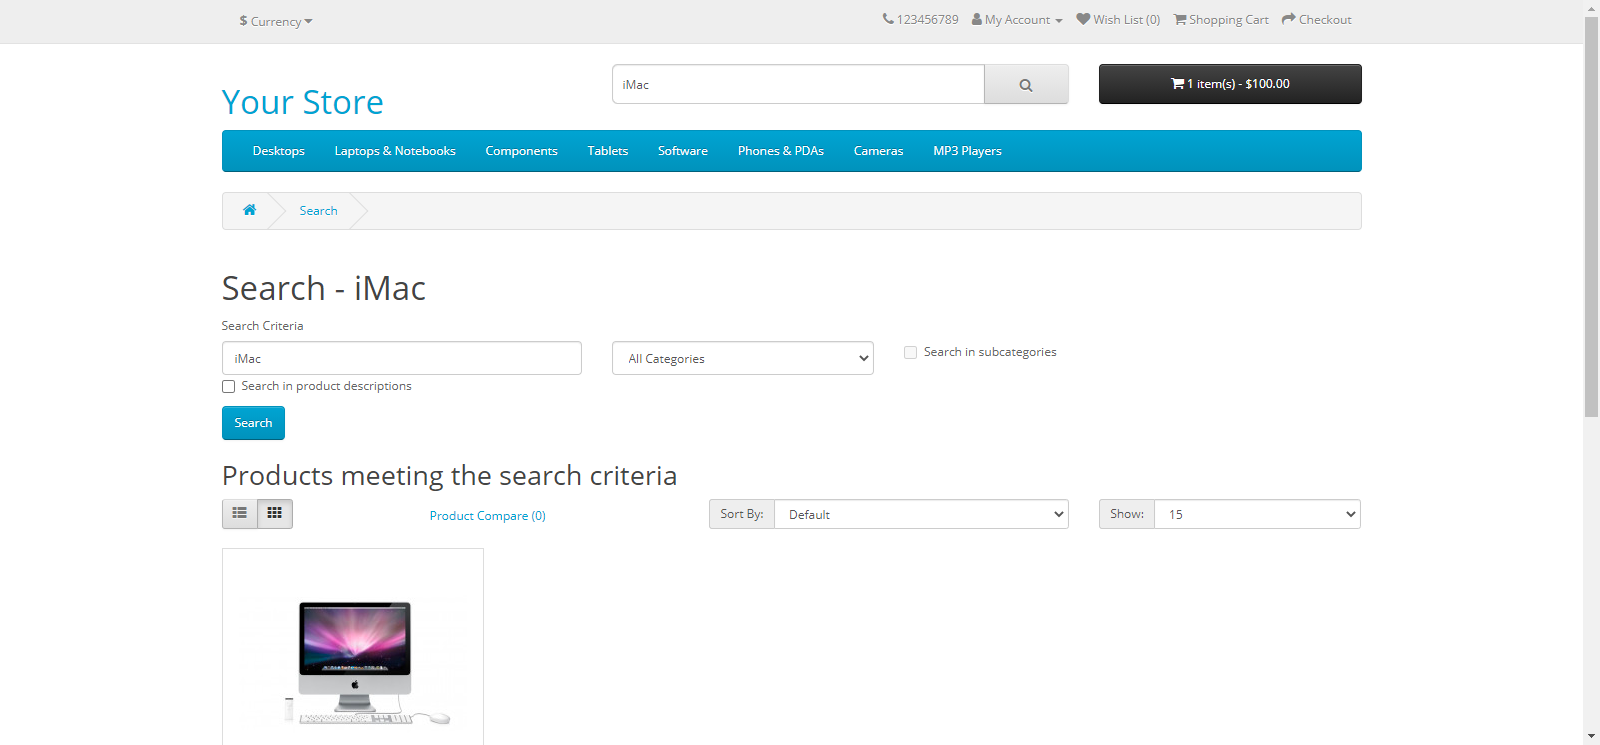 $ Currency
123456789 My Account Wish List (0) Shopping Cart Checkout
Your Store
iMac
1 item(s) - $100.00
Desktops Laptops & Notebooks Components Tablets Software Phones & PDAs Cameras MP3 Players
Search
Search - iMac
Search Criteria
iMac
All Categories
Search in subcategories
Search in product descriptions
Search
Products meeting the search criteria
Product Compare (0)
Sort By: Default
Show: 15